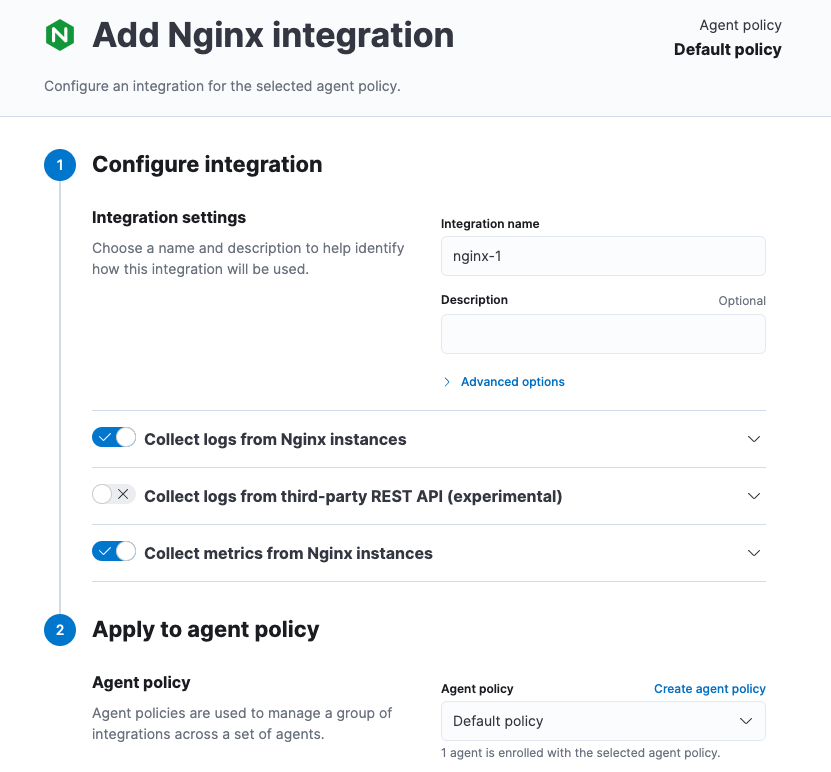 Add Nginx integration
Agent policy
Default policy
Configure an integration for the selected agent policy.
1
Configure integration
Integration settings
Choose a name and description to help identify
how this integration will be used.
Integration name
nginx-1
Description
Optional
Advanced options
Collect logs from Nginx instances
Collect logs from third-party REST API (experimental)
Collect metrics from Nginx instances
2
Apply to agent policy
Agent policy
Agent policies are used to manage a group of
integrations across a set of agents.
Agent policy
Create agent policy
Default policy
1 agent is enrolled with the selected agent policy.